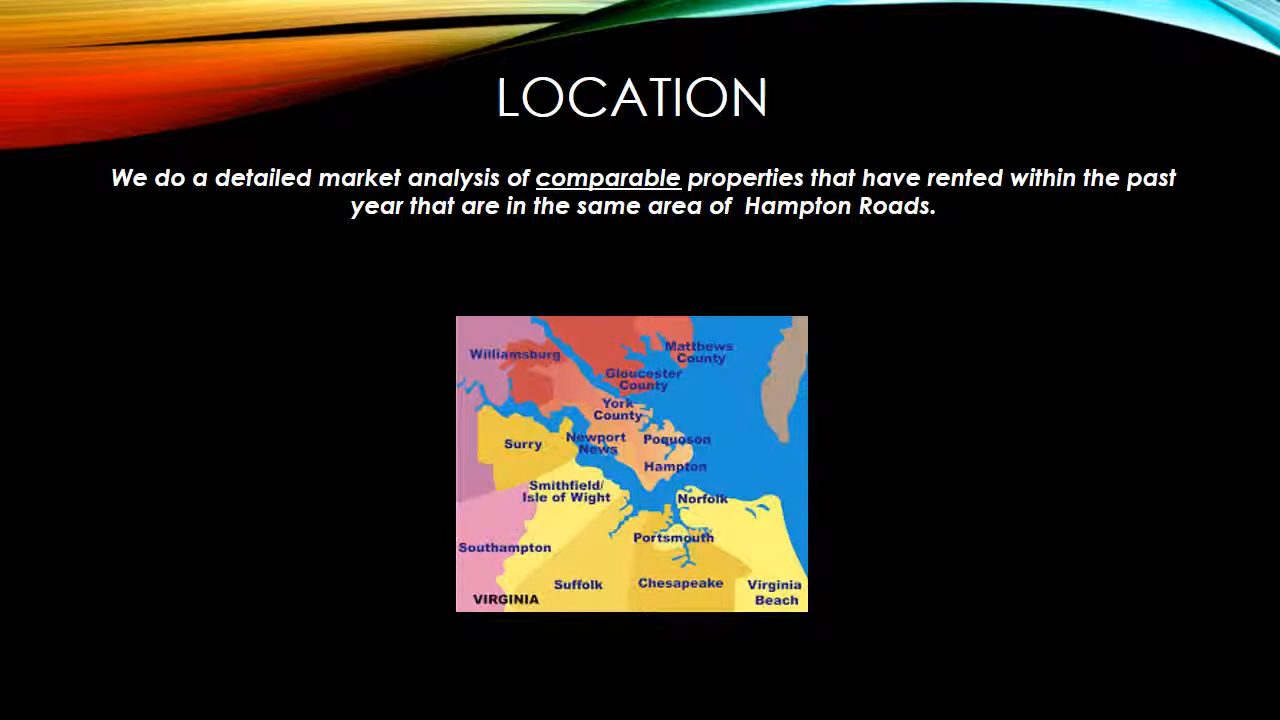 LOCATION
We do a detailed market analysis of comparable properties that have rented within the past
year that are in the same area of  Hampton Roads.
Williamsburg
Matthews
County
Gloucester
County
York
County
Surry
Newport
News
Poquoson
Hampton
Smithfield/
Isle of Wight
Norfolk
Portsmouth
Southampton
Suffolk
Chesapeake
Virginia
Beach
VIRGINIA